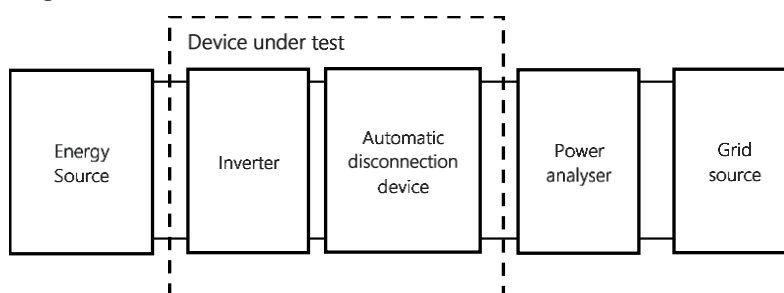 Device under test
Energy
Source
Inverter
Automatic
disconnection
device
Power
analyser
Grid
source